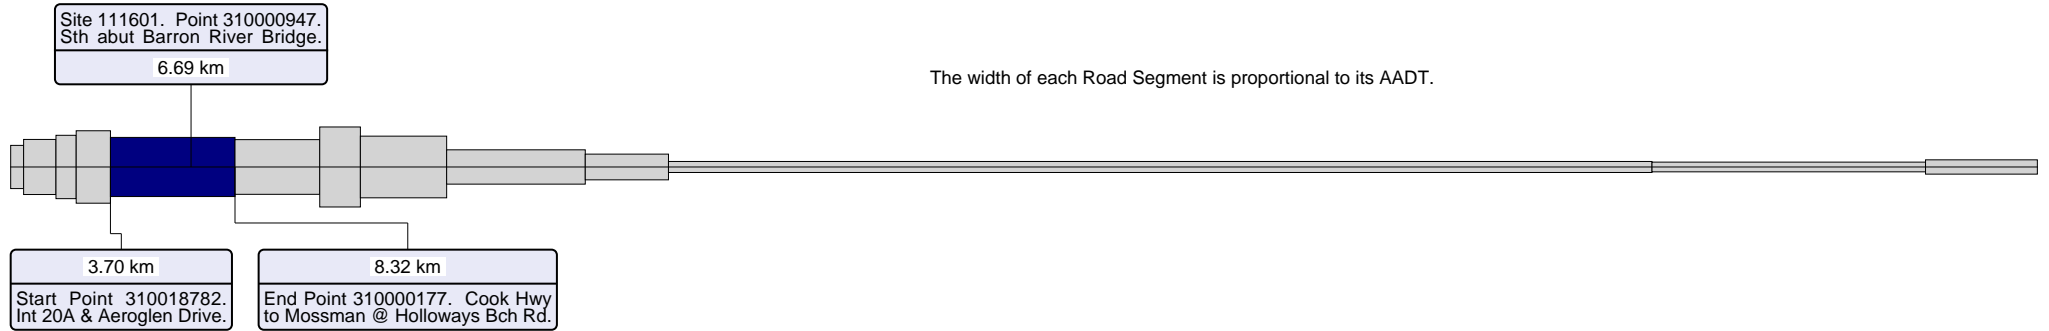 Site 111601. Point 310000947.
Sth abut Barron River Bridge.
6.69 km
The width of each Road Segment is proportional to its AADT.
3.70 km
Start Point 310018782.
Int 20A & Aeroglen Drive.
8.32 km
End Point 310000177. Cook Hwy
to Mossman @ Holloways Bch Rd.